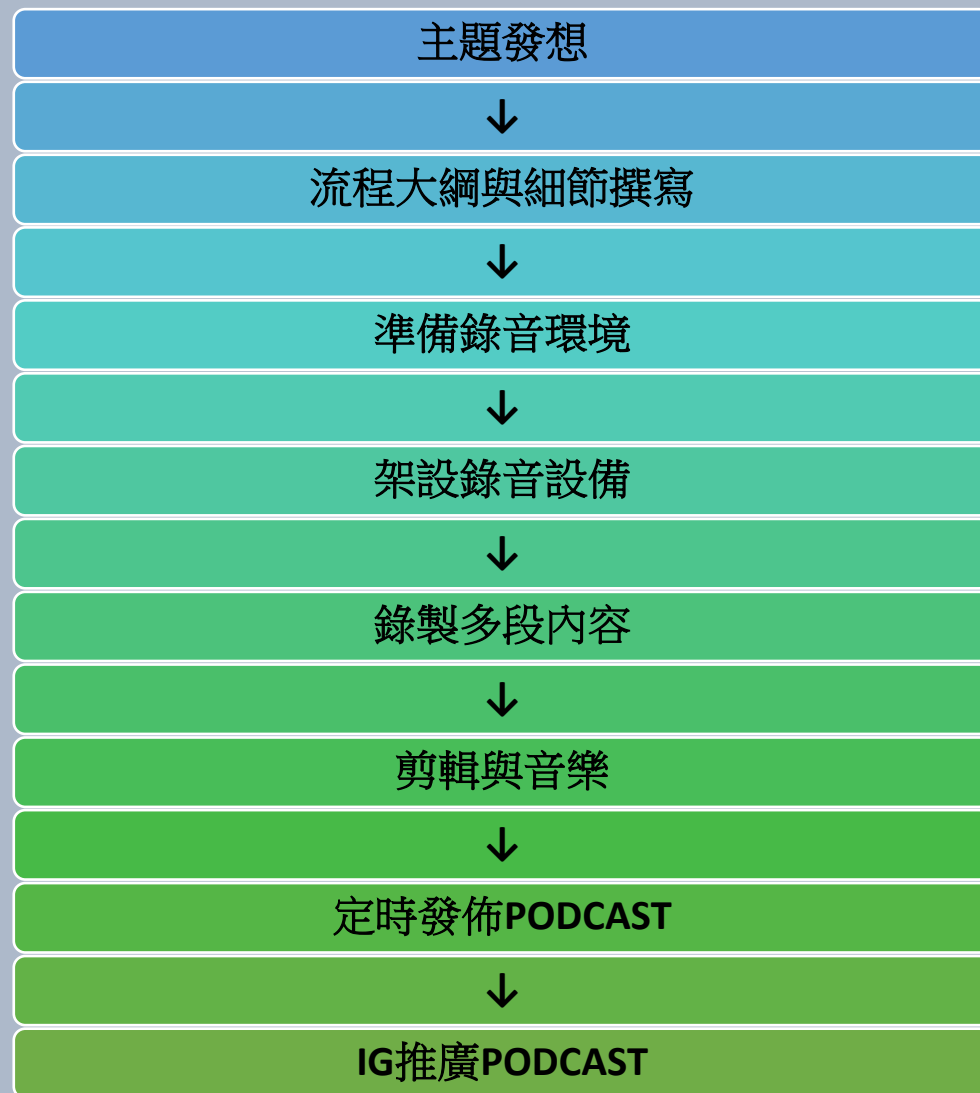 主題發想
↓
流程大綱與細節撰寫
↓
準備錄音環境
↓
架設錄音設備
↓
錄製多段內容
↓
剪輯與音樂
↓
定時發佈PODCAST
↓
IG推廣PODCAST